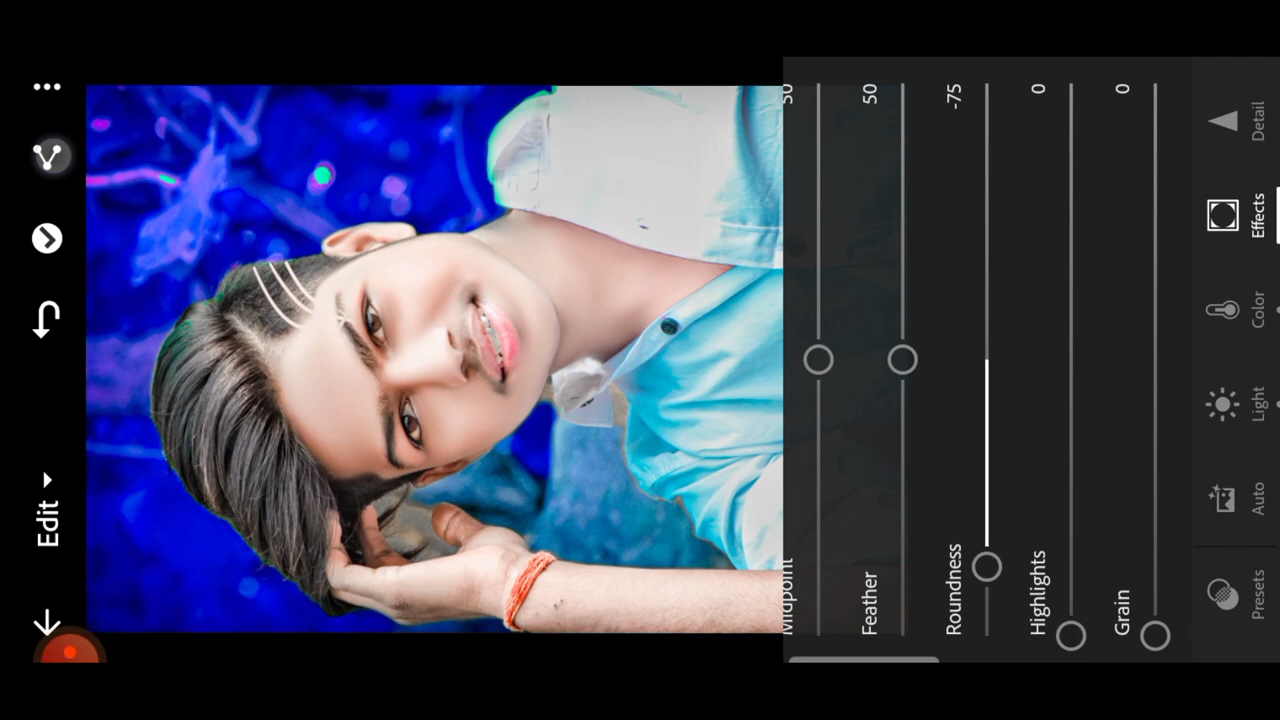 Edit
Midpoint 50
Feather 50
Roundness -75
Highlights 0
Grain 0
Presets
Auto
Light
Color
Effects
Detail